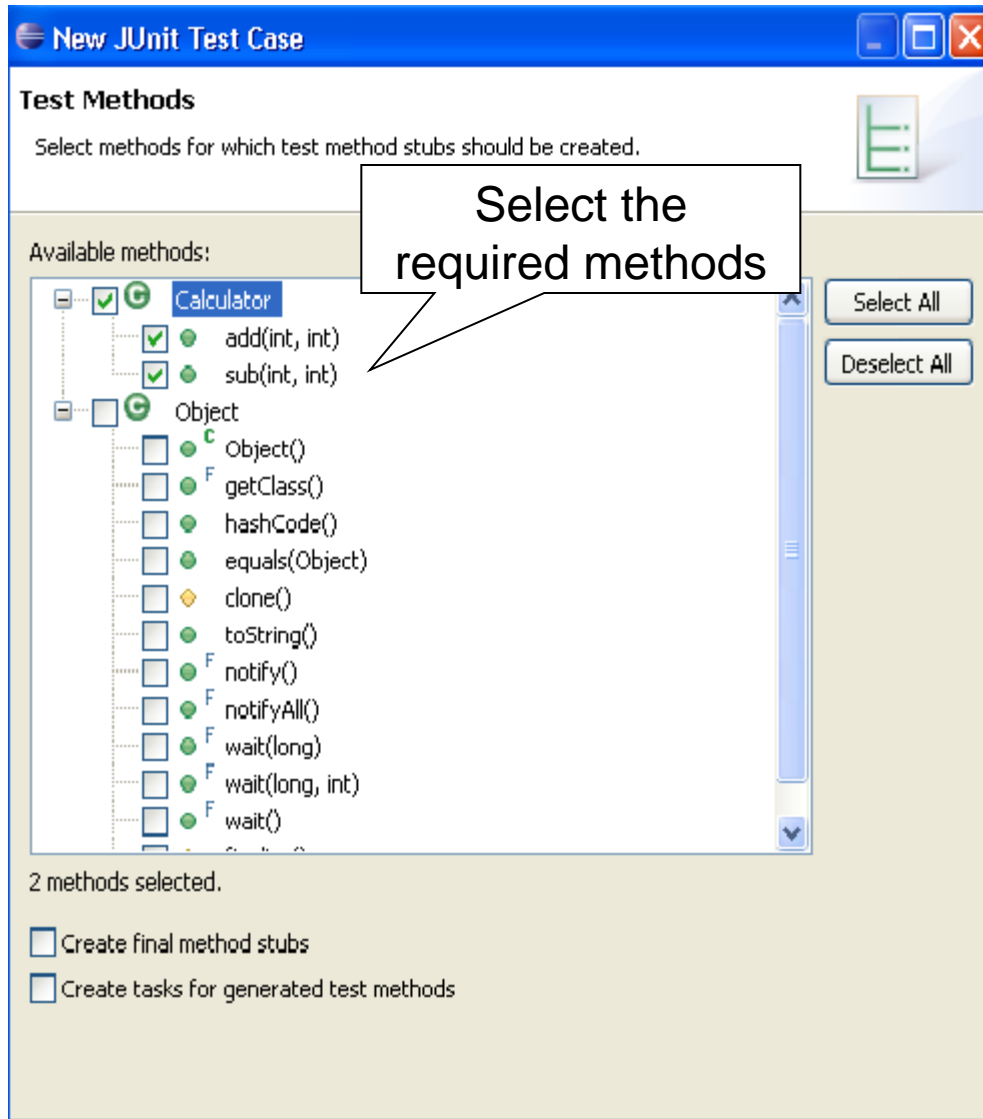 New JUnit Test Case
Test Methods
Select methods for which test method stubs should be created.
Select the
required methods
Available methods:
Calculator
add(int, int)
sub(int, int)
Object
C Object()
F getClass()
hashCode()
equals(Object)
clone()
toString()
F notify()
F notifyAll()
F wait(long)
F wait(long, int)
F wait()
Select All
Deselect All
2 methods selected.
Create final method stubs
Create tasks for generated test methods